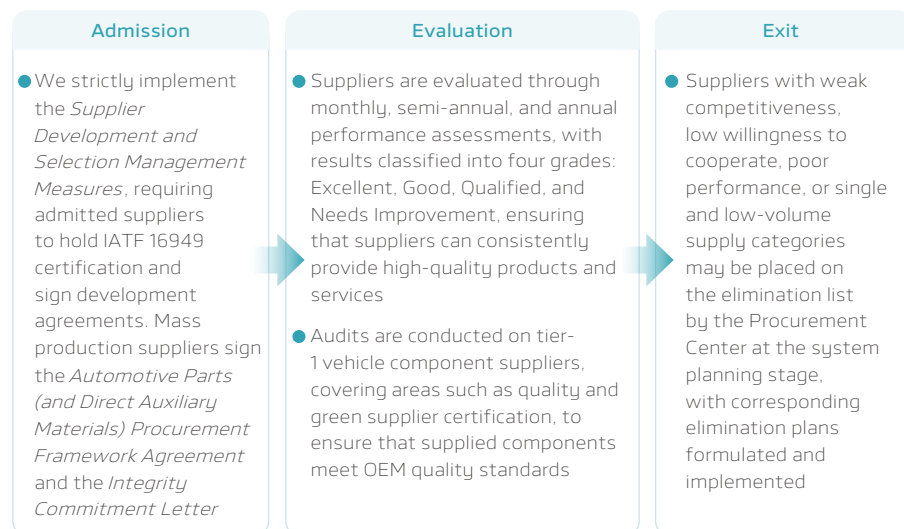 Admission
We strictly implement
the Supplier
Development and
Selection Management
Measures, requiring
admitted suppliers
to hold IATF 16949
certification and
sign development
agreements. Mass
production suppliers sign
the Automotive Parts
(and Direct Auxiliary
Materials) Procurement
Framework Agreement
and the Integrity
Commitment Letter
Evaluation
Suppliers are evaluated through
monthly, semi-annual, and annual
performance assessments, with
results classified into four grades:
Excellent, Good, Qualified, and
Needs Improvement, ensuring
that suppliers can consistently
provide high-quality products and
services
Audits are conducted on tier-
1 vehicle component suppliers,
covering areas such as quality and
green supplier certification, to
ensure that supplied components
meet OEM quality standards
Exit
Suppliers with weak
competitiveness,
low willingness to
cooperate, poor
performance, or single
and low-volume
supply categories
may be placed on
the elimination list
by the Procurement
Center at the system
planning stage,
with corresponding
elimination plans
formulated and
implemented